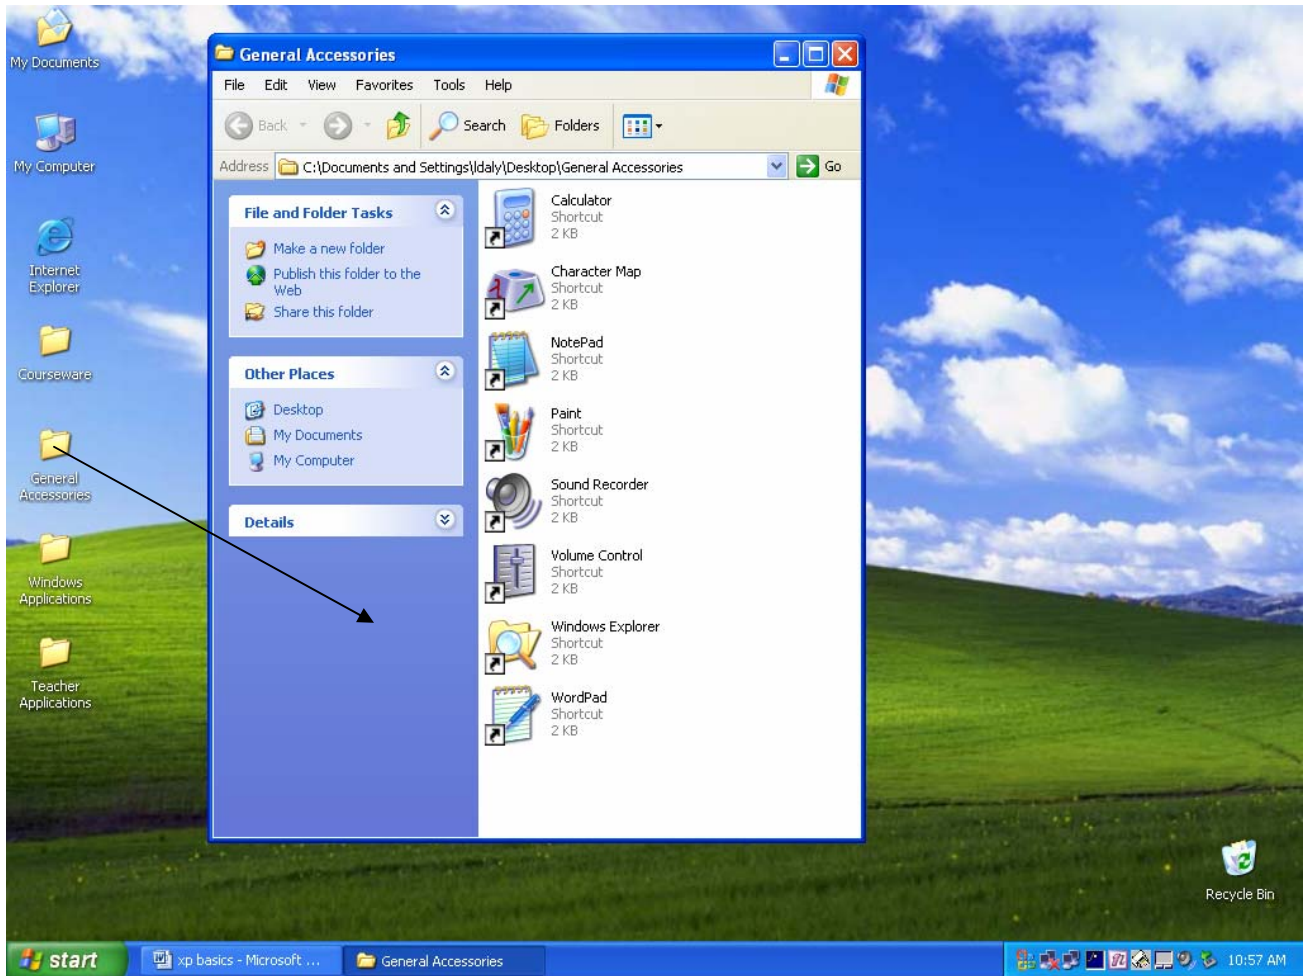 My Documents
My Computer
Internet
Explorer
Courseware
General
Accessories
Windows
Applications
Teacher
Applications
General Accessories
File Edit View Favorites Tools Help
Back Search Folders
Address C:\Documents and Settings\ldaly\Desktop\General Accessories Go
File and Folder Tasks
Make a new folder
Publish this folder to the
Web
Share this folder
Other Places
Desktop
My Documents
My Computer
Details
Calculator
Shortcut
2 KB
Character Map
Shortcut
2 KB
NotePad
Shortcut
2 KB
Paint
Shortcut
2 KB
Sound Recorder
Shortcut
2 KB
Volume Control
Shortcut
2 KB
Windows Explorer
Shortcut
2 KB
WordPad
Shortcut
2 KB
Recycle Bin
start xp basics - Microsoft ... General Accessories 10:57 AM